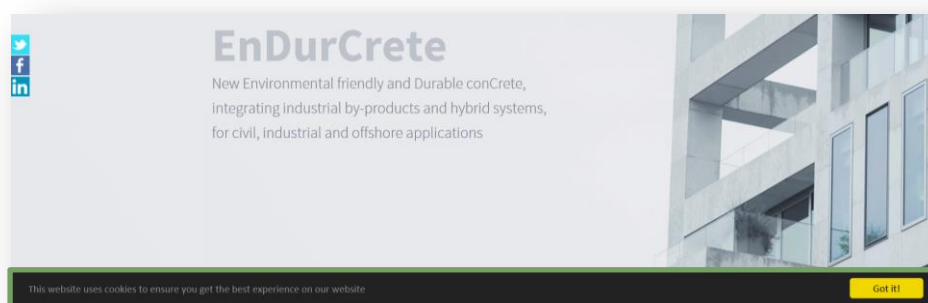 EnDurCrete
New Environmental friendly and Durable conCrete,
integrating industrial by-products and hybrid systems,
for civil, industrial and offshore applications
This website uses cookies to ensure you get the best experience on our website
Got it!